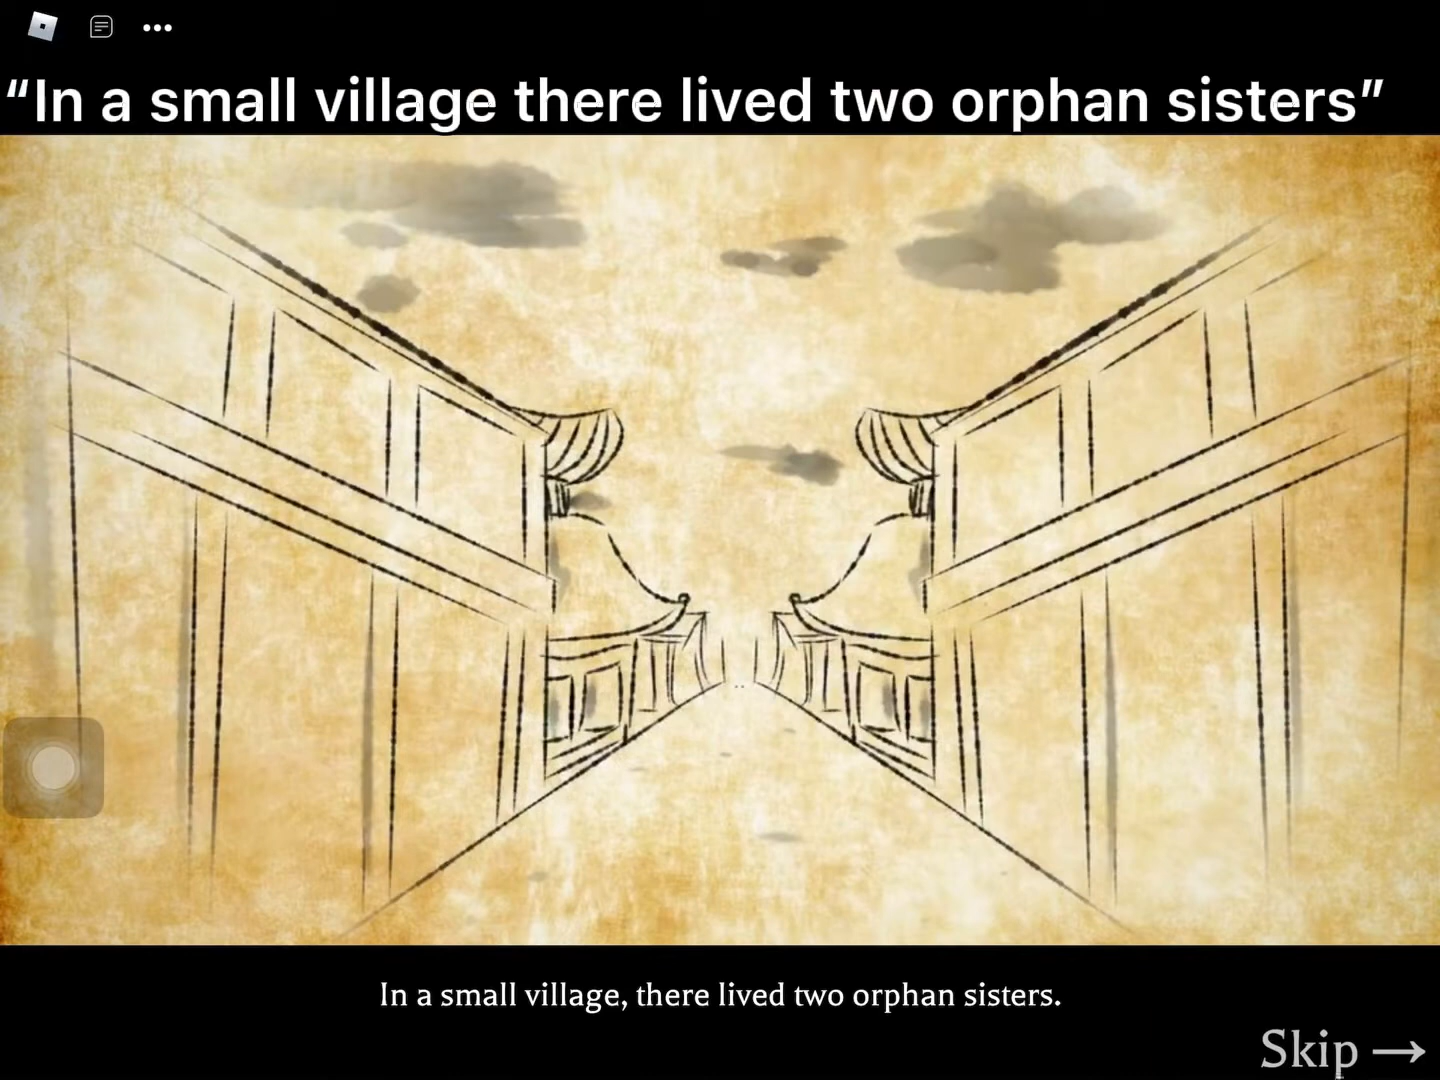 “In a small village there lived two orphan sisters”
In a small village, there lived two orphan sisters.
Skip →